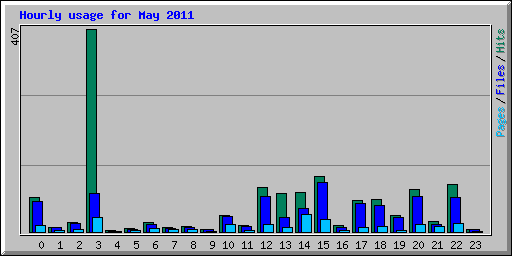 Hourly usage for May 2011
407
Pages / Files / Hits
0 1 2 3 4 5 6 7 8 9 10 11 12 13 14 15 16 17 18 19 20 21 22 23